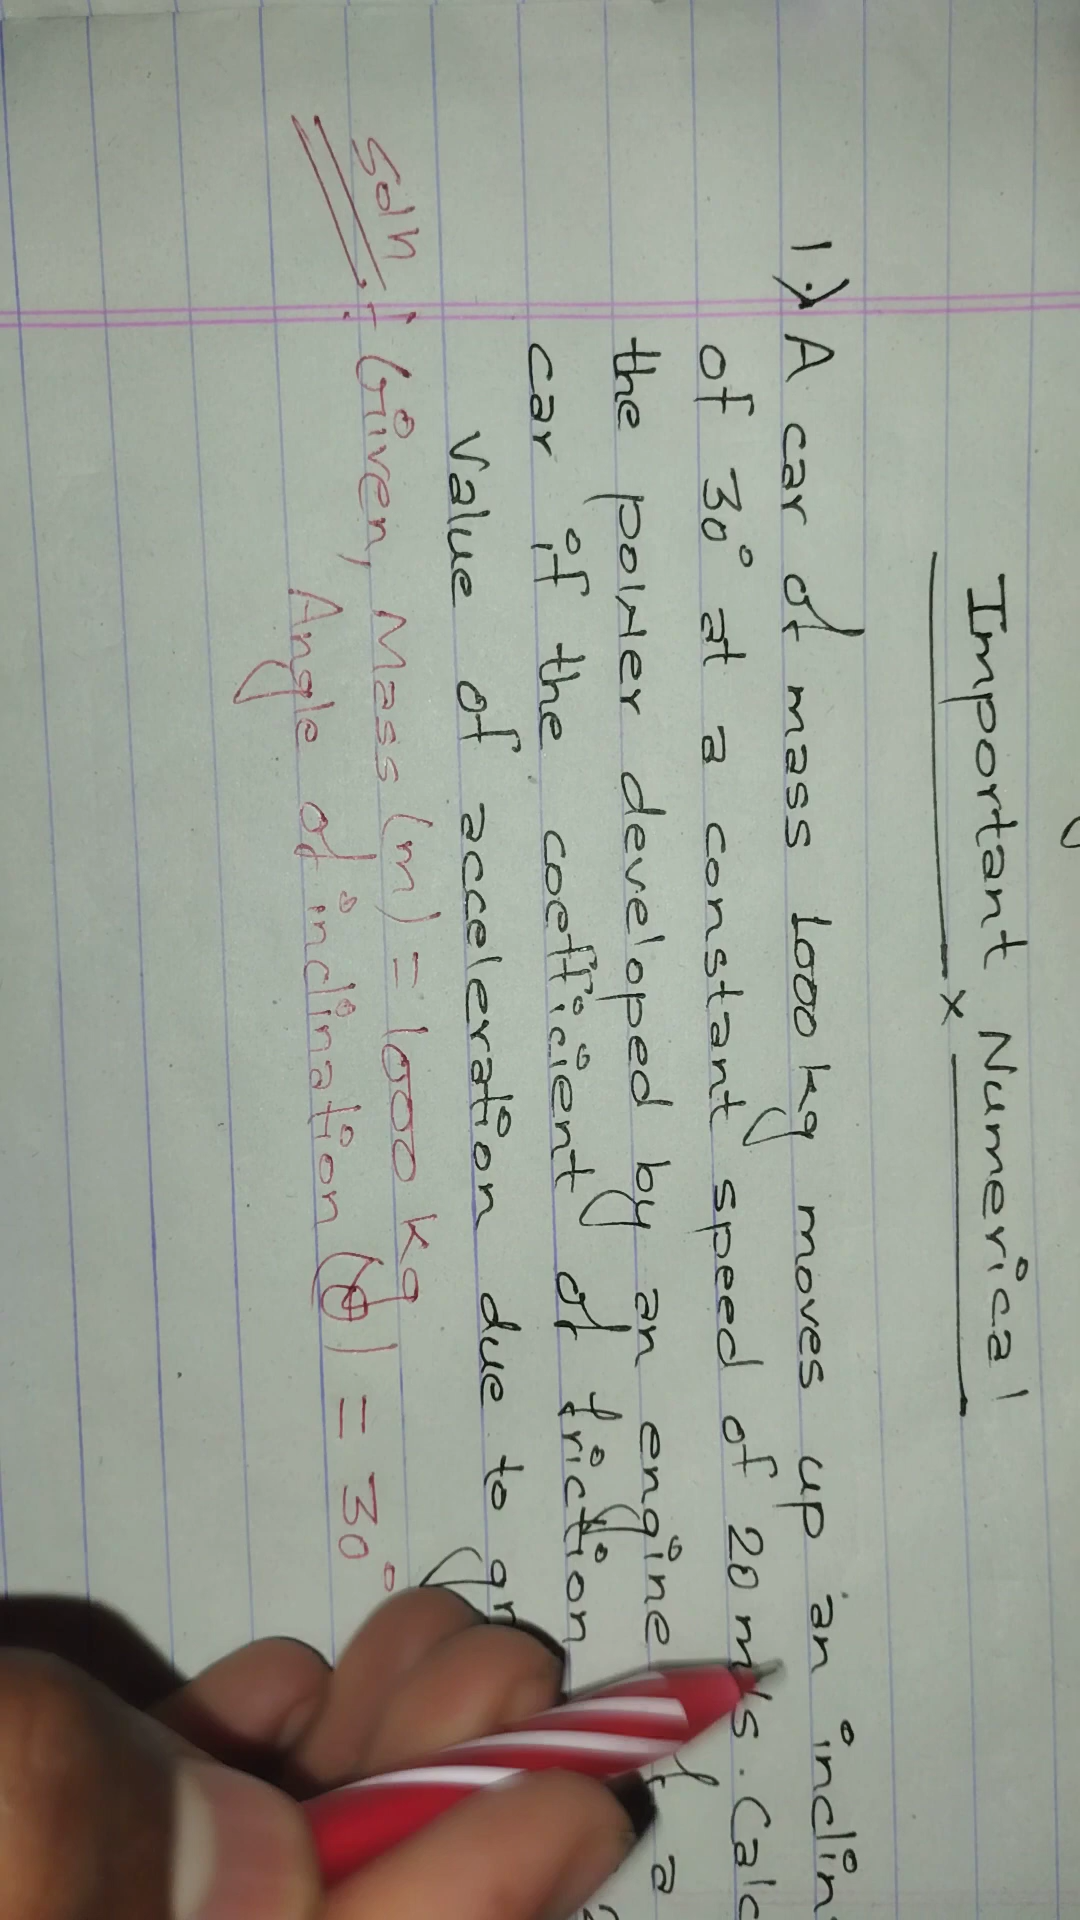 Important Numerical
x
1.) A car of mass 1000 kg moves up an inclin
of 30° at a constant speed of 20 m/s. Calc
the power developed by an engine of a
car if the coefficient of friction
value of acceleration due to gr
Soln :- Given, Mass (m) = 1000 kg
Angle of inclination (θ) = 30°